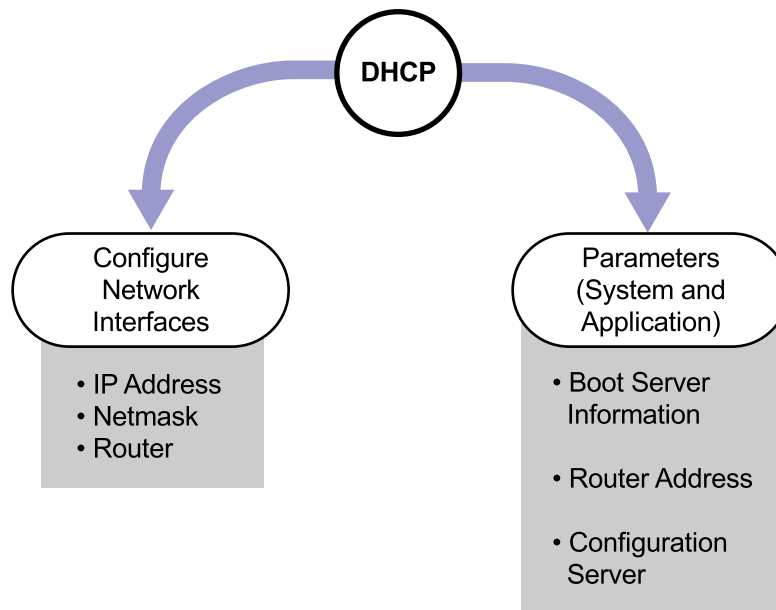 DHCP
Configure
Network
Interfaces
• IP Address
• Netmask
• Router
Parameters
(System and
Application)
• Boot Server
Information
• Router Address
• Configuration
Server